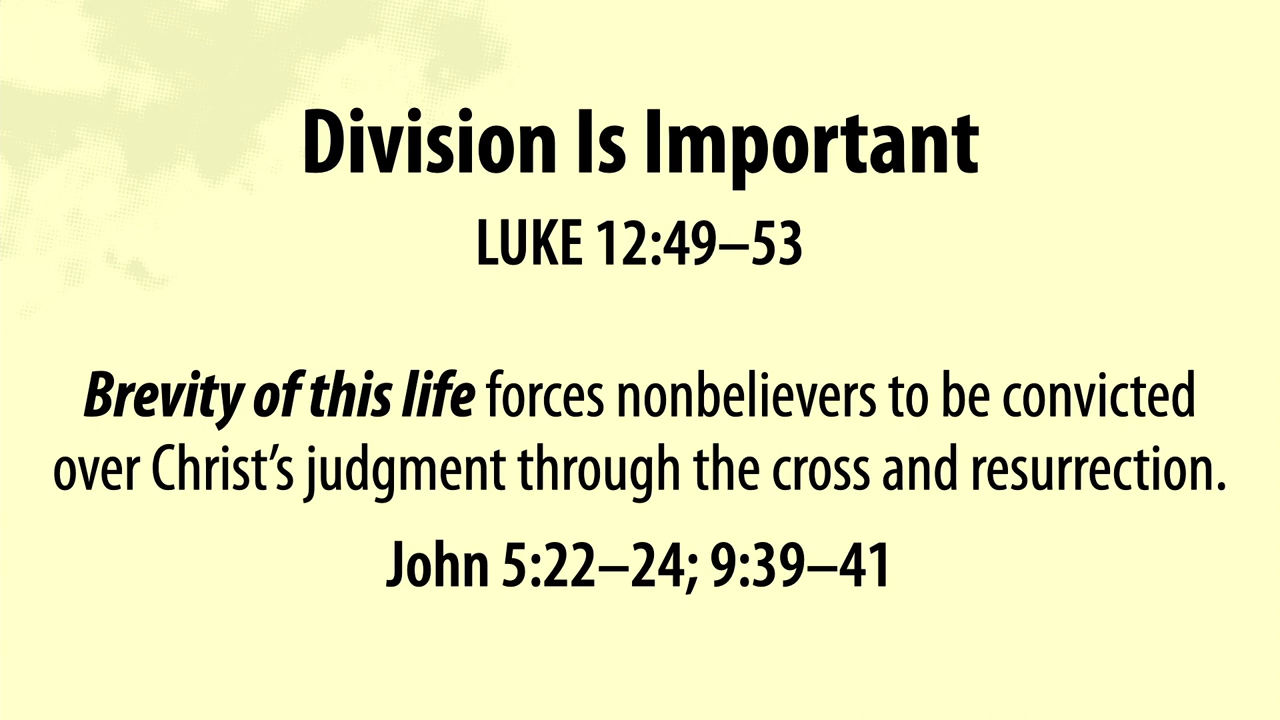 Division Is Important
LUKE 12:49–53
Brevity of this life forces nonbelievers to be convicted
over Christ’s judgment through the cross and resurrection.
John 5:22–24; 9:39–41